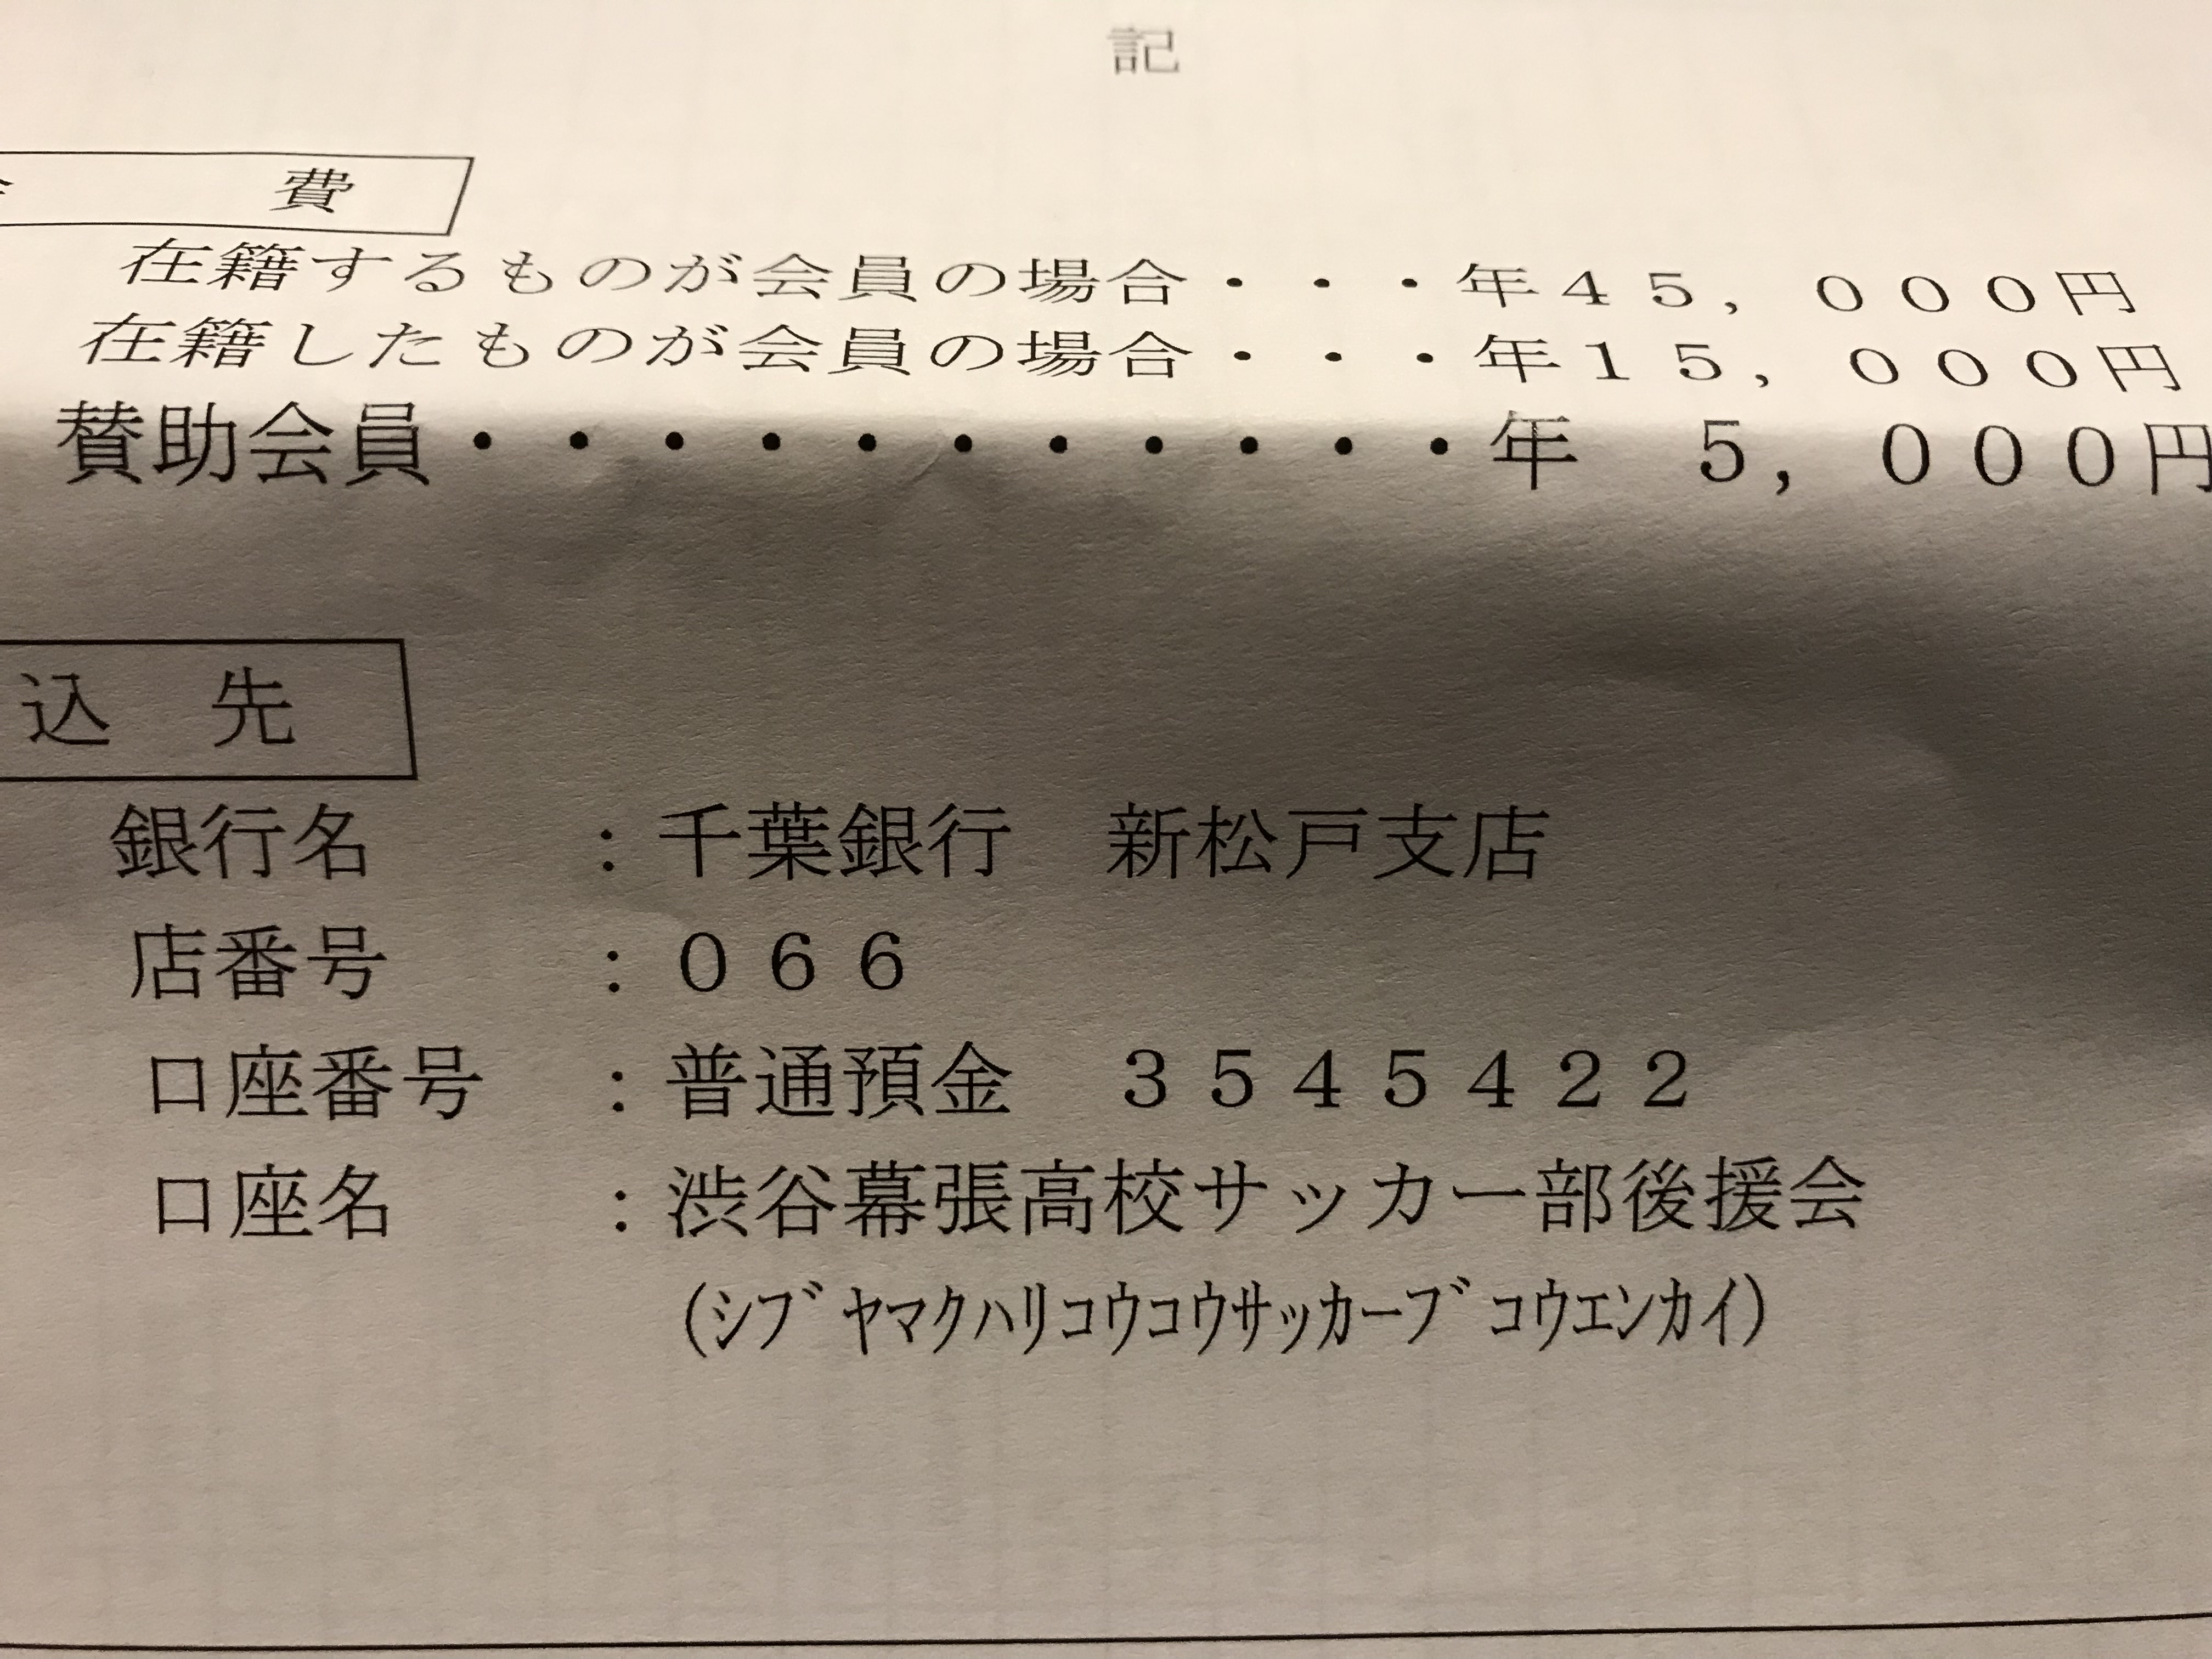 記
費
在籍するものが会員の場合・・・年45,000円
在籍したものが会員の場合・・・年15,000円
賛助会員・・・・・・・・・・・年 5,000円
込 先
銀行名 :千葉銀行 新松戸支店
店番号 :066
口座番号 :普通預金 3545422
口座名 :渋谷幕張高校サッカー部後援会
(ｼﾌﾞﾔﾏｸﾊﾘｺｳｺｳｻｯｶｰﾌﾞｺｳｴﾝｶｲ)